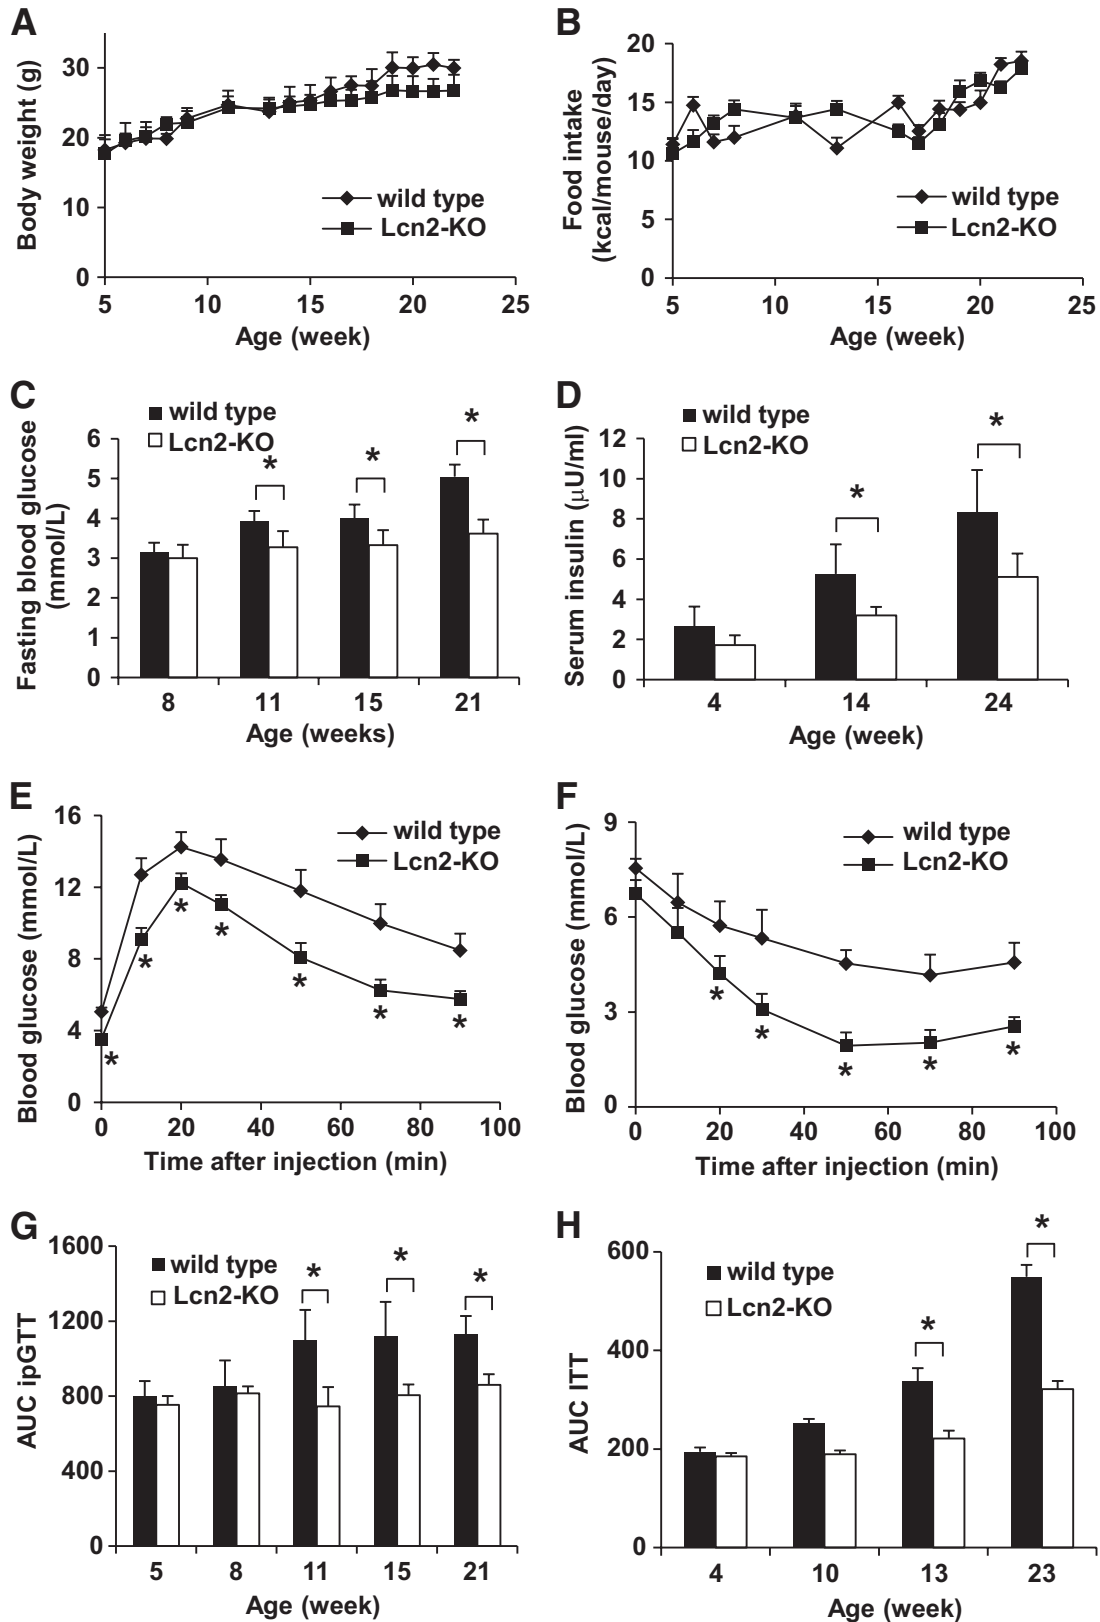 A
Body weight (g)
30
20
10
0
5
10
15
20
25
Age (week)
wild type
Lcn2-KO
B
Food intake
(kcal/mouse/day)
20
15
10
5
0
5
10
15
20
25
Age (week)
wild type
Lcn2-KO
C
wild type
Lcn2-KO
Fasting blood glucose
(mmol/L)
6
5
4
3
2
1
0
*
*
*
8
11
15
21
Age (weeks)
D
wild type
Lcn2-KO
Serum insulin (μU/ml)
12
10
8
6
4
2
0
*
*
4
14
24
Age (week)
E
Blood glucose (mmol/L)
16
12
8
4
0
wild type
Lcn2-KO
*
*
*
*
*
*
*
0
20
40
60
80
100
Time after injection (min)
F
Blood glucose (mmol/L)
9
6
3
0
wild type
Lcn2-KO
*
*
*
*
*
0
20
40
60
80
100
Time after injection (min)
G
AUC ipGTT
1600
1200
800
400
0
wild type
Lcn2-KO
*
*
*
5
8
11
15
21
Age (week)
H
AUC ITT
600
400
200
0
wild type
Lcn2-KO
*
*
4
10
13
23
Age (week)